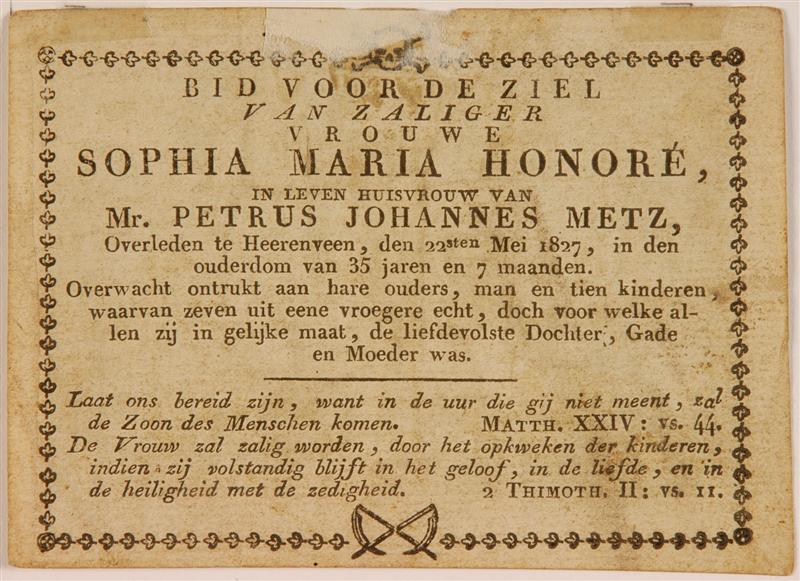 BID VOOR DE ZIEL
VAN ZALIGER
VROUWE
SOPHIA MARIA HONORÉ,
IN LEVEN HUISVROUW VAN
Mr. PETRUS JOHANNES METZ,
Overleden te Heerenveen, den 22sten Mei 1827, in den
ouderdom van 35 jaren en 7 maanden.
Overwacht ontrukt aan hare ouders, man en tien kinderen,
waarvan zeven uit eene vroegere echt, doch voor welke al-
len zij in gelijke maat, de liefdevolste Dochter, Gade
en Moeder was.
Laat ons bereid zijn, want in de uur die gij niet meent, zal
de Zoon des Menschen komen. MATTH. XXIV: vs. 44.
De Vrouw zal zalig worden, door het opkweken der kinderen,
indien zij volstandig blijft in het geloof, in de liefde, en in
de heiligheid met de zedigheid. 2 THIMOTH. II: vs. 11.